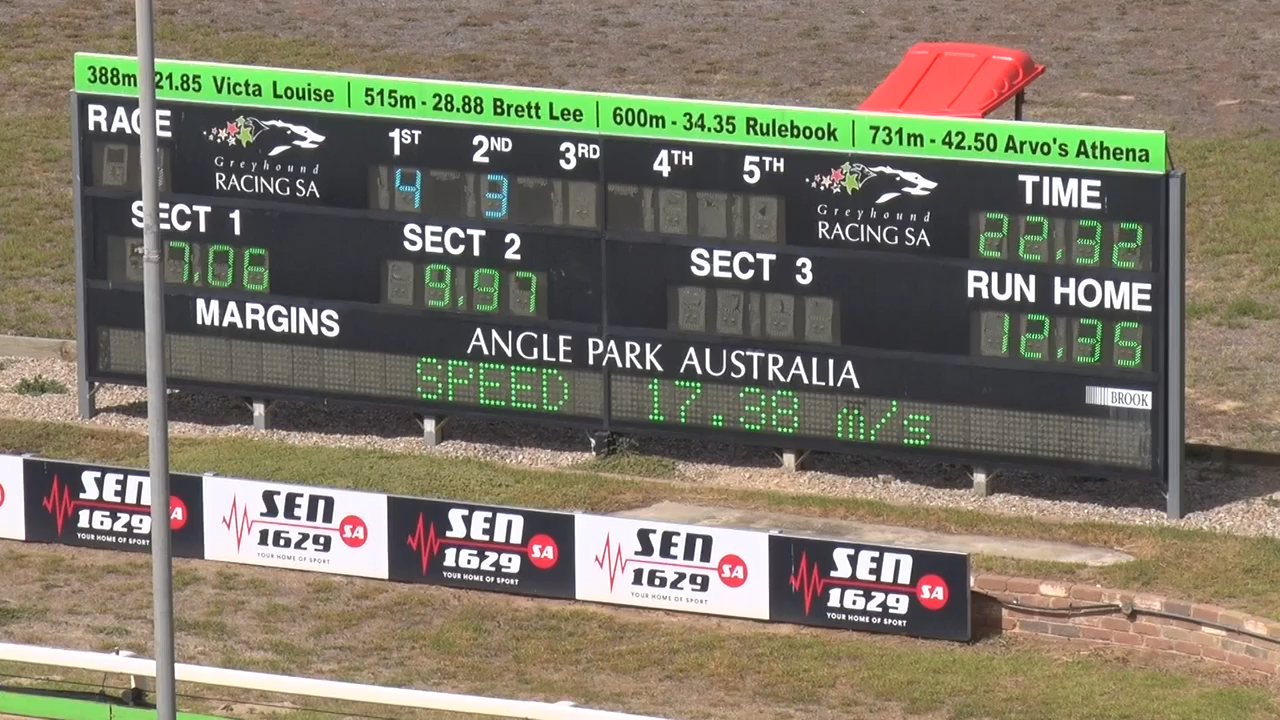 388m 21.85 Victa Louise | 515m - 28.88 Brett Lee | 600m - 34.35 Rulebook | 731m - 42.50 Arvo's Athena
RACE
Greyhound
RACING SA
1ST 2ND 3RD 4TH 5TH
4 3
Greyhound
RACING SA
TIME
22.32
SECT 1
7.06
SECT 2
9.97
SECT 3
RUN HOME
12.35
MARGINS
ANGLE PARK AUSTRALIA
BROOK
SPEED 17.38 m/s
SEN
1629
SA
SEN
1629
SA
YOUR HOME OF SPORT
SEN
1629
SA
YOUR HOME OF SPORT
SEN
1629
SA
YOUR HOME OF SPORT
SEN
1629
SA
YOUR HOME OF SPORT